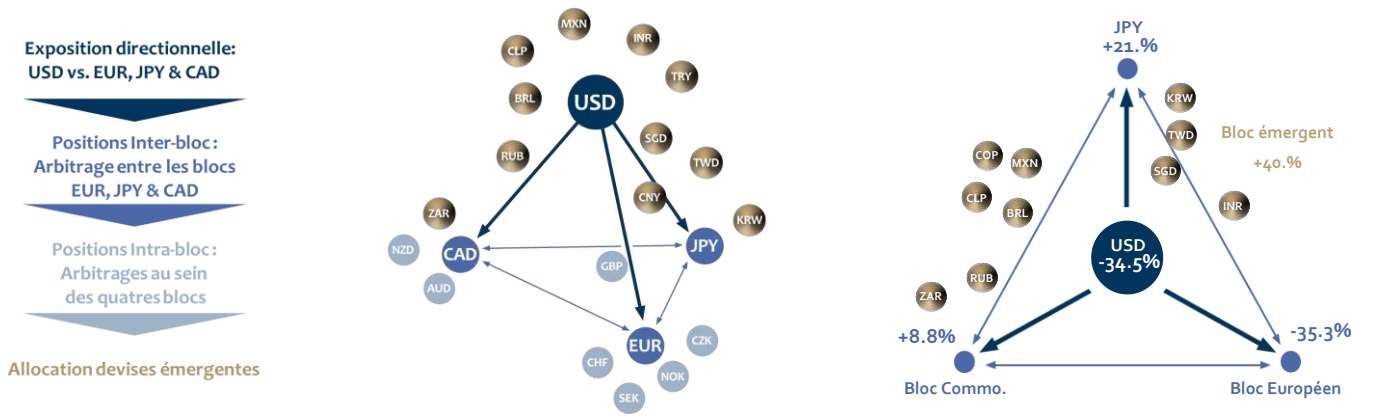 Exposition directionnelle:
USD vs. EUR, JPY & CAD
Positions Inter-bloc :
Arbitrage entre les blocs
EUR, JPY & CAD
Positions Intra-bloc :
Arbitrages au sein
des quatres blocs
Allocation devises émergentes
MXN
CLP
INR
TRY
BRL
USD
SGD
RUB
TWD
CNY
ZAR
KRW
NZD
CAD
JPY
GBP
AUD
EUR
CZK
CHF
NOK
SEK
JPY
+21.%
KRW
TWD
Bloc émergent
+40.%
COP
MXN
SGD
CLP
BRL
INR
USD
-34.5%
RUB
ZAR
+8.8%
-35.3%
Bloc Commo.
Bloc Européen